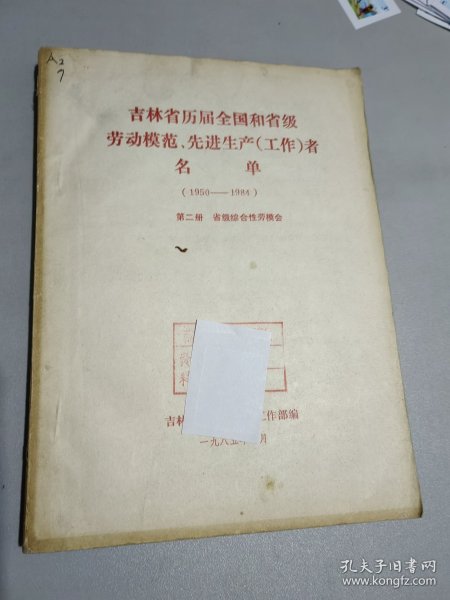 A2
7
吉林省历届全国和省级
劳动模范、先进生产(工作)者
名 单
(1950——1984)
第二册 省级综合性劳模会
吉林
工作部编
一九八五年
月
孔夫子旧书网
www.kongfz.com